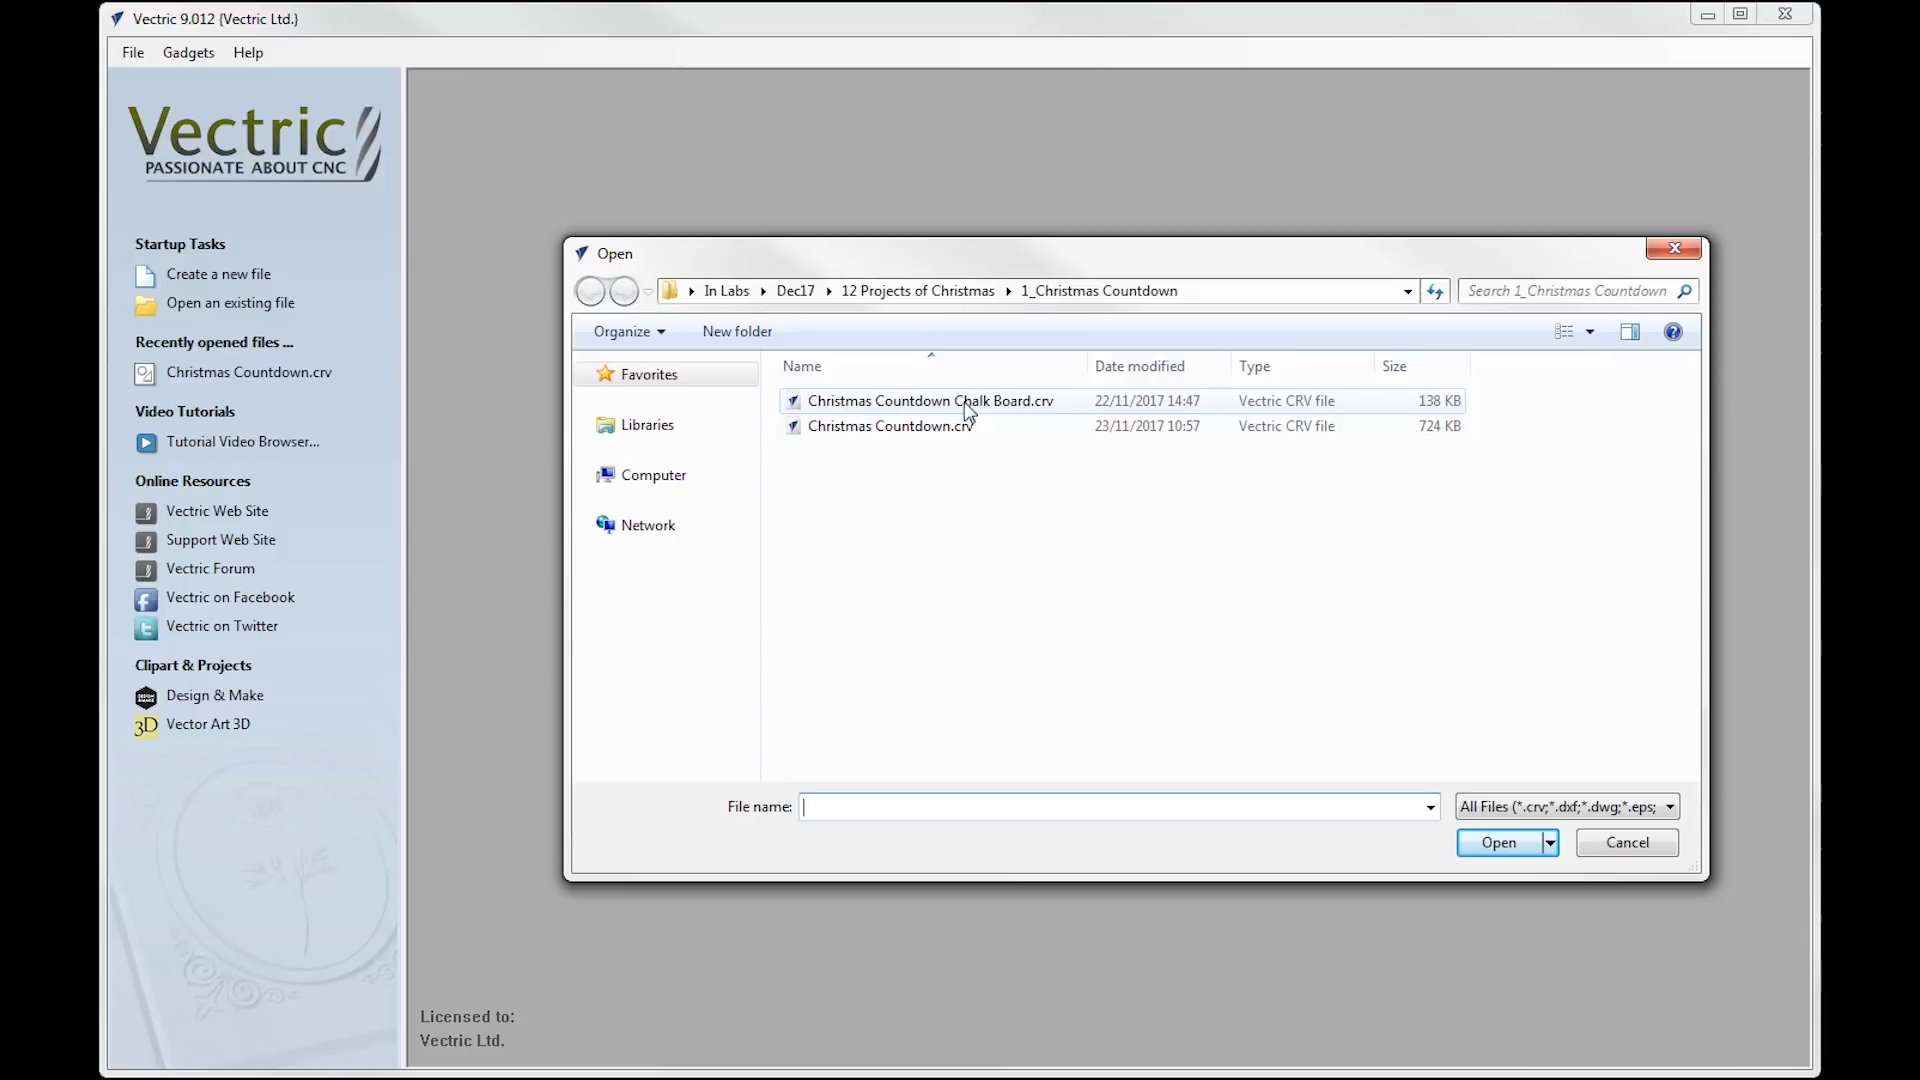 Vectric 9.012 {Vectric Ltd.}
File Gadgets Help
Vectric
PASSIONATE ABOUT CNC
Startup Tasks
Create a new file
Open an existing file
Recently opened files ...
Christmas Countdown.crv
Video Tutorials
Tutorial Video Browser...
Online Resources
Vectric Web Site
Support Web Site
Vectric Forum
Vectric on Facebook
Vectric on Twitter
Clipart & Projects
Design & Make
3D Vector Art 3D
Open
In Labs Dec17 12 Projects of Christmas 1_Christmas Countdown Search 1_Christmas Countdown
Organize New folder
Favorites
Libraries
Computer
Network
Name Date modified Type Size
Christmas Countdown Chalk Board.crv 22/11/2017 14:47 Vectric CRV file 138 KB
Christmas Countdown.crv 23/11/2017 10:57 Vectric CRV file 724 KB
File name: All Files (*.crv;*.dxf;*.dwg;*.eps;
Open Cancel
Licensed to:
Vectric Ltd.